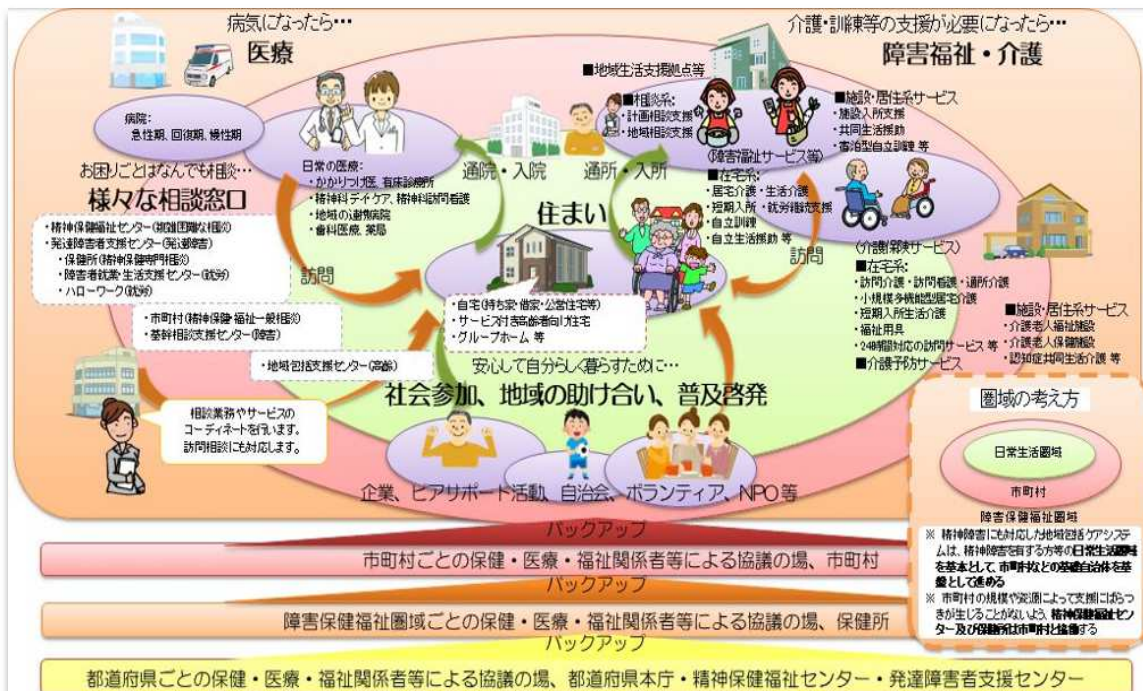 病気になったら…
医療
病院:
急性期、回復期、慢性期
日常の医療:
・かかりつけ医、有床診療所
・精神科デイケア、精神科訪問看護
・地域の連携病院
・歯科医療、薬局
お困りごとはなんでも相談…
様々な相談窓口
・精神保健福祉センター(複雑困難な相談)
・発達障害者支援センター(発達障害)
・保健所(精神保健専門相談)
・障害者就業・生活支援センター(就労)
・ハローワーク(就労)
・市町村(精神保健・福祉一般相談)
・基幹相談支援センター(障害)
・地域包括支援センター(高齢)
相談業務やサービスの
コーディネートを行います。
訪問相談にも対応します。
訪問
通院・入院
通所・入所
住まい
・自宅(持ち家・借家・公営住宅等)
・サービス付き高齢者向け住宅
・グループホーム 等
訪問
介護・訓練等の支援が必要になったら…
障害福祉・介護
■地域生活支援拠点等
■相談系:
・計画相談支援
・地域相談支援
■施設・居住系サービス
・施設入所支援
・共同生活援助
・宿泊型自立訓練 等
(障害福祉サービス等)
■在宅系:
・居宅介護・生活介護
・短期入所・就労継続支援
・自立訓練
・自立生活援助 等
(介護保険サービス)
■在宅系:
・訪問介護・訪問看護・通所介護
・小規模多機能型居宅介護
・短期入所生活介護
・福祉用具
・24時間対応の訪問サービス 等
■介護予防サービス
■施設・居住系サービス
・介護老人福祉施設
・介護老人保健施設
・認知症共同生活介護 等
安心して自分らしく暮らすために…
社会参加、地域の助け合い、普及啓発
企業、ピアサポート活動、自治会、ボランティア、NPO等
圏域の考え方
日常生活圏域
市町村
障害保健福祉圏域
※ 精神障害にも対応した地域包括ケアシステ
ムは、精神障害を有する方等の日常生活圏域
を基本として、市町村などの基礎自治体を基
盤として進める
※ 市町村の規模や資源によって支援にばらつ
きが生じることがないよう、精神保健福祉セン
ター及び保健所は市町村と協働する
バックアップ
市町村ごとの保健・医療・福祉関係者等による協議の場、市町村
バックアップ
障害保健福祉圏域ごとの保健・医療・福祉関係者等による協議の場、保健所
バックアップ
都道府県ごとの保健・医療・福祉関係者等による協議の場、都道府県本庁・精神保健福祉センター・発達障害者支援センター